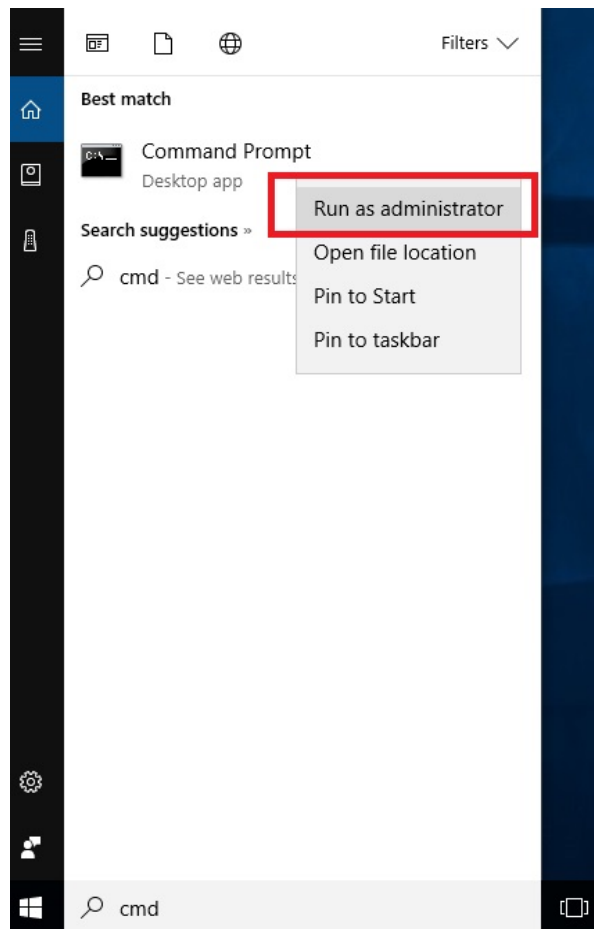 Filters
Best match
C:\_
Command Prompt
Desktop app
Run as administrator
Search suggestions »
Open file location
cmd - See web results
Pin to Start
Pin to taskbar
cmd